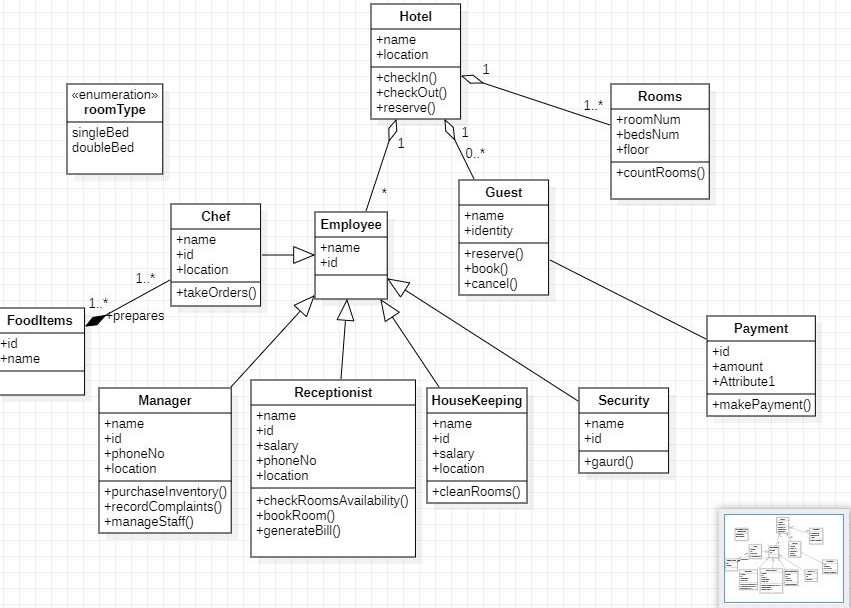 Hotel
+name
+location
+checkIn()
+checkOut()
+reserve()
1
1..*
1
1
0..*
*
«enumeration»
roomType
singleBed
doubleBed
Rooms
+roomNum
+bedsNum
+floor
+countRooms()
Guest
+name
+identity
+reserve()
+book()
+cancel()
Chef
+name
+id
+location
+takeOrders()
Employee
+name
+id
1..*
1..*
+prepares
FoodItems
+id
+name
Payment
+id
+amount
+Attribute1
+makePayment()
Manager
+name
+id
+phoneNo
+location
+purchaseInventory()
+recordComplaints()
+manageStaff()
Receptionist
+name
+id
+salary
+phoneNo
+location
+checkRoomsAvailability()
+bookRoom()
+generateBill()
HouseKeeping
+name
+id
+salary
+location
+cleanRooms()
Security
+name
+id
+gaurd()